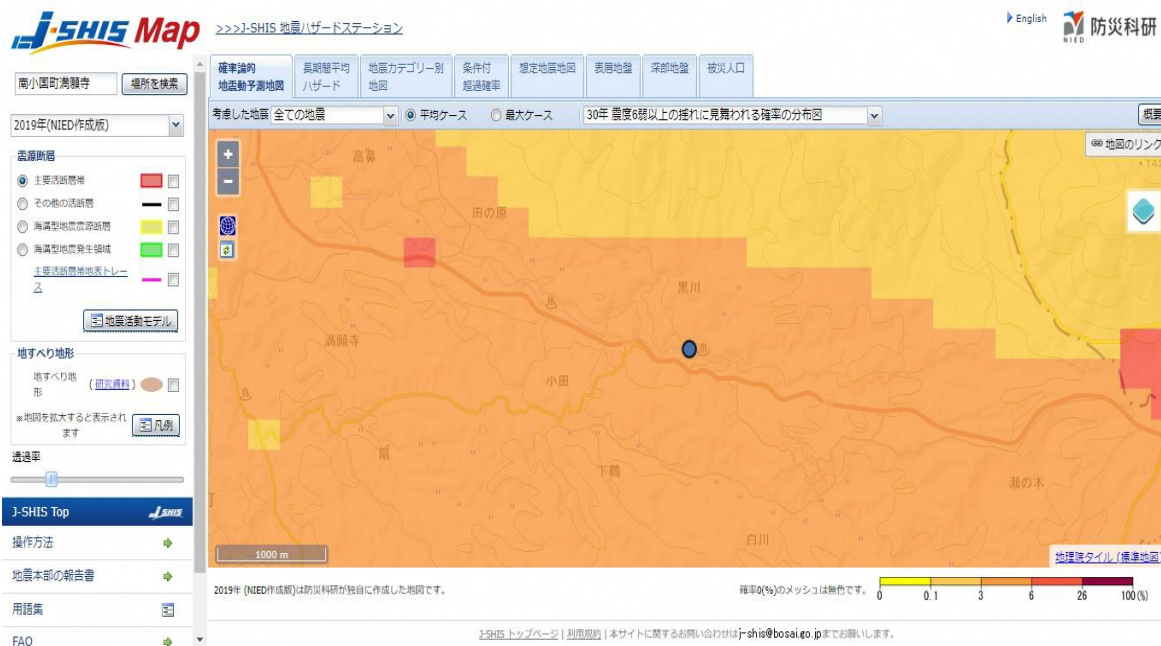 J-SHIS Map
>>>J-SHIS 地震ハザードステーション
English
NIED
防災科研
南小国町満願寺
場所を検索
2019年(NIED作成版)
震源断層
主要活断層帯
その他の活断層
海溝型地震震源断層
海溝型地震発生領域
主要活断層帯地表トレー
ス
地震活動モデル
地すべり地形
地すべり地
形
(研究資料)
※地図を拡大すると表示され
ます
凡例
透過率
J-SHIS Top
J-SHIS
操作方法
地震本部の報告書
用語集
FAQ
確率論的
地震動予測地図
長期間平均
ハザード
地震カテゴリー別
地図
条件付
超過確率
想定地震地図
表層地盤
深部地盤
被災人口
考慮した地震
全ての地震
平均ケース
最大ケース
30年 震度6弱以上の揺れに見舞われる確率の分布図
概要
地図のリンク
+
-
高鼻
田の原
黒川
満願寺
小田
扇
下鶴
瀬の本
白川
1000 m
地理院タイル (標準地図)
2019年 (NIED作成版)は防災科研が独自に作成した地図です。
確率0(%)のメッシュは無色です。
0 0.1 3 6 26 100 (%)
J-SHIS トップページ | 利用規約 | 本サイトに関するお問い合わせはj-shis@bosai.go.jpまでお願いします。